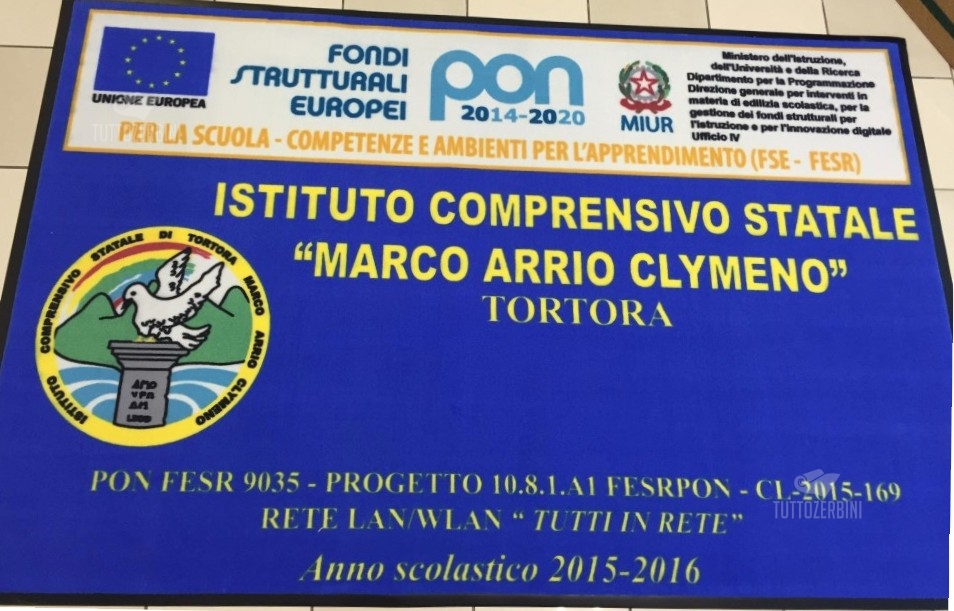 UNIONE EUROPEA
FONDI
STRUTTURALI
EUROPEI
pon
2014-2020
MIUR
Ministero dell'Istruzione,
dell'Università e della Ricerca
Dipartimento per la Programmazione
Direzione generale per interventi in
materia di edilizia scolastica, per la
gestione dei fondi strutturali per
l'istruzione e per l'innovazione digitale
Ufficio IV
PER LA SCUOLA - COMPETENZE E AMBIENTI PER L'APPRENDIMENTO (FSE - FESR)
ISTITUTO COMPRENSIVO STATALE
“MARCO ARRIO CLYMENO”
TORTORA
ISTITUTO COMPRENSIVO STATALE DI TORTORA MARCO ARRIO CLYMENO
PON FESR 9035 - PROGETTO 10.8.1.A1 FESRPON - CL-2015-169
RETE LAN/WLAN “ TUTTI IN RETE”
Anno scolastico 2015-2016
TUTTOZERBINI